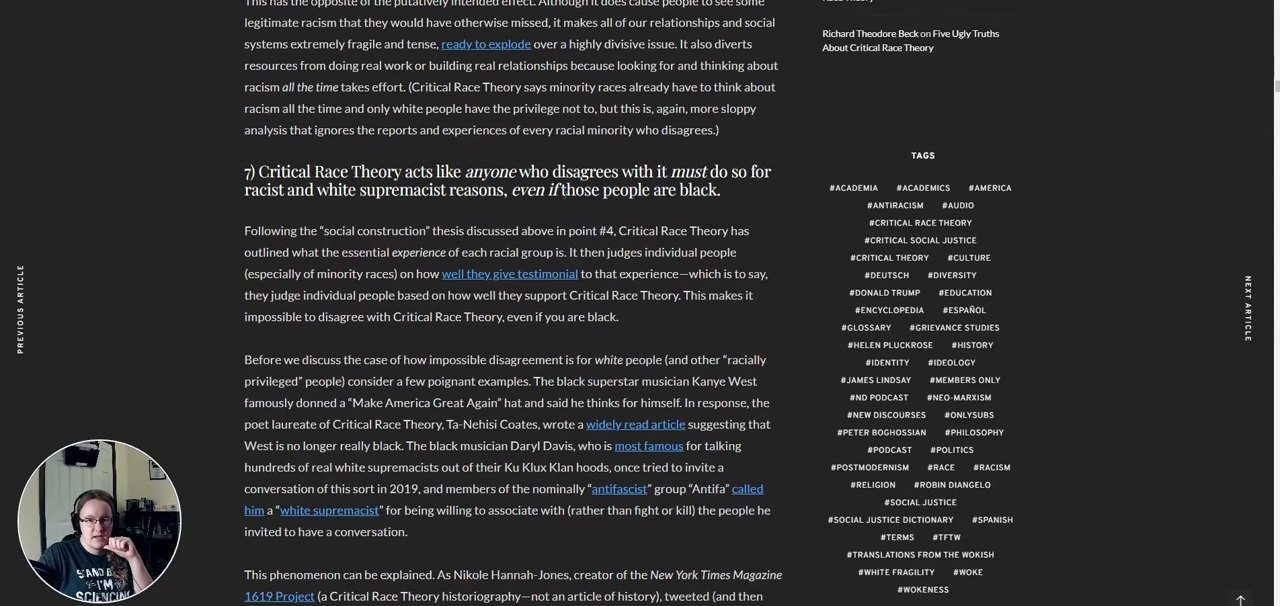 This has the opposite of the putatively intended effect. Although it does cause people to see some
legitimate racism that they would have otherwise missed, it makes all of our relationships and social
systems extremely fragile and tense, ready to explode over a highly divisive issue. It also diverts
resources from doing real work or building real relationships because looking for and thinking about
racism all the time takes effort. (Critical Race Theory says minority races already have to think about
racism all the time and only white people have the privilege not to, but this is, again, more sloppy
analysis that ignores the reports and experiences of every racial minority who disagrees.)
7) Critical Race Theory acts like anyone who disagrees with it must do so for
racist and white supremacist reasons, even if those people are black.
Following the “social construction” thesis discussed above in point #4, Critical Race Theory has
outlined what the essential experience of each racial group is. It then judges individual people
(especially of minority races) on how well they give testimonial to that experience—which is to say,
they judge individual people based on how well they support Critical Race Theory. This makes it
impossible to disagree with Critical Race Theory, even if you are black.
Before we discuss the case of how impossible disagreement is for white people (and other “racially
privileged” people) consider a few poignant examples. The black superstar musician Kanye West
famously donned a “Make America Great Again” hat and said he thinks for himself. In response, the
poet laureate of Critical Race Theory, Ta-Nehisi Coates, wrote a widely read article suggesting that
West is no longer really black. The black musician Daryl Davis, who is most famous for talking
hundreds of real white supremacists out of their Ku Klux Klan hoods, once tried to invite a
conversation of this sort in 2019, and members of the nominally “antifascist” group “Antifa” called
him a “white supremacist” for being willing to associate with (rather than fight or kill) the people he
invited to have a conversation.
This phenomenon can be explained. As Nikole Hannah-Jones, creator of the New York Times Magazine
1619 Project (a Critical Race Theory historiography—not an article of history), tweeted (and then
Richard Theodore Beck on Five Ugly Truths
About Critical Race Theory
TAGS
#ACADEMIA #ACADEMICS #AMERICA
#ANTIRACISM #AUDIO
#CRITICAL RACE THEORY
#CRITICAL SOCIAL JUSTICE
#CRITICAL THEORY #CULTURE
#DEUTSCH #DIVERSITY
#DONALD TRUMP #EDUCATION
#ENCYCLOPEDIA #ESPAÑOL
#GLOSSARY #GRIEVANCE STUDIES
#HELEN PLUCKROSE #HISTORY
#IDENTITY #IDEOLOGY
#JAMES LINDSAY #MEMBERS ONLY
#ND PODCAST #NEO-MARXISM
#NEW DISCOURSES #ONLYSUBS
#PETER BOGHOSSIAN #PHILOSOPHY
#PODCAST #POLITICS
#POSTMODERNISM #RACE #RACISM
#RELIGION #ROBIN DIANGELO
#SOCIAL JUSTICE
#SOCIAL JUSTICE DICTIONARY #SPANISH
#TERMS #TFTW
#TRANSLATIONS FROM THE WOKISH
#WHITE FRAGILITY #WOKE
#WOKENESS
PREVIOUS ARTICLE
NEXT ARTICLE
STAND BACK
I'M
SCIENCING